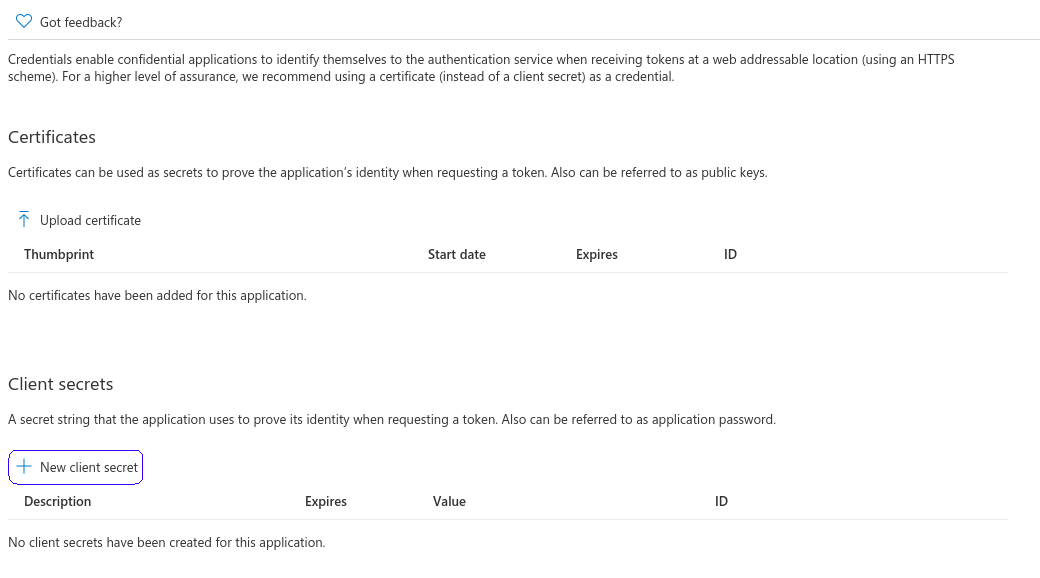 Got feedback?
Credentials enable confidential applications to identify themselves to the authentication service when receiving tokens at a web addressable location (using an HTTPS
scheme). For a higher level of assurance, we recommend using a certificate (instead of a client secret) as a credential.
Certificates
Certificates can be used as secrets to prove the application's identity when requesting a token. Also can be referred to as public keys.
Upload certificate
Thumbprint Start date Expires ID
No certificates have been added for this application.
Client secrets
A secret string that the application uses to prove its identity when requesting a token. Also can be referred to as application password.
New client secret
Description Expires Value ID
No client secrets have been created for this application.